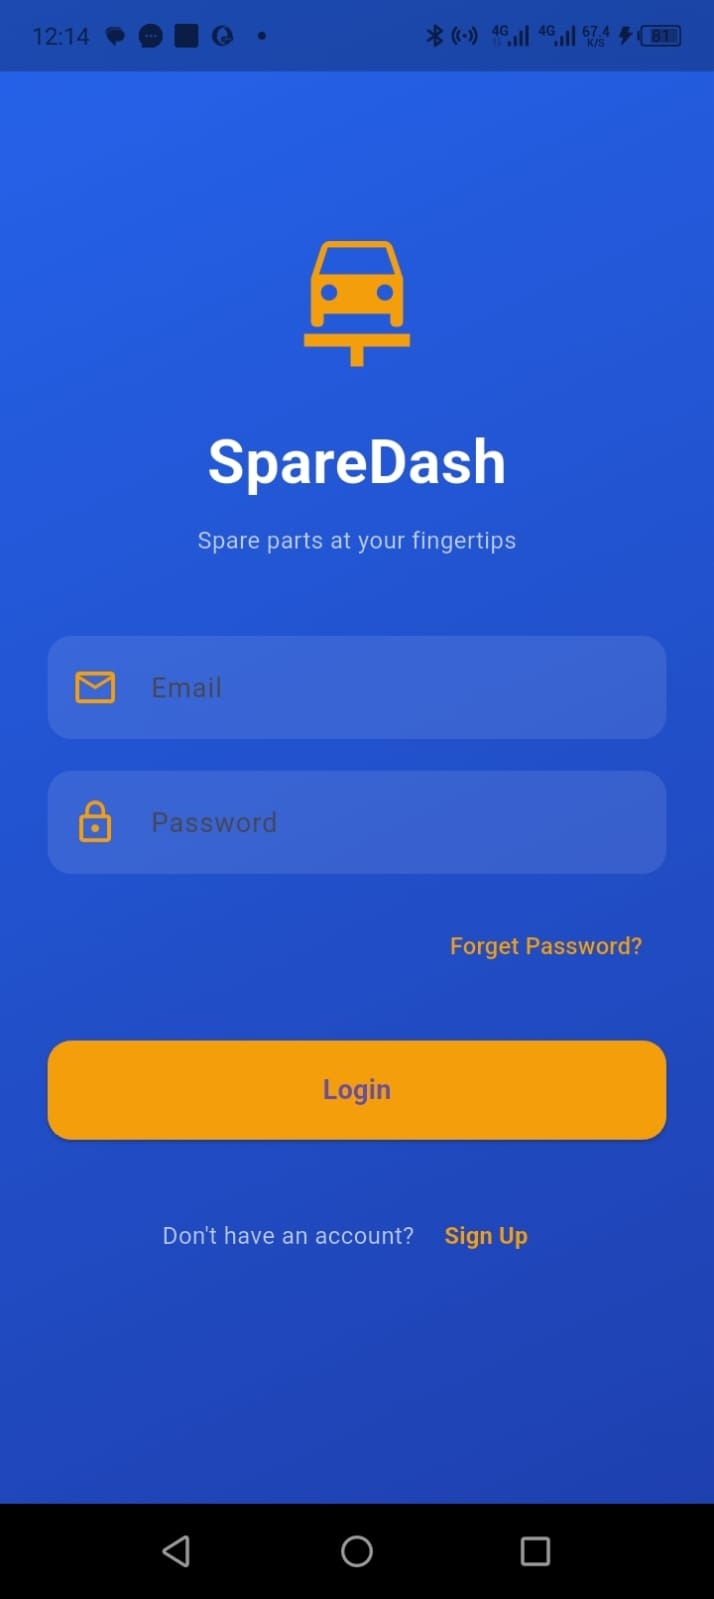 12:14 4G 4G 67.4 K/S 81
SpareDash
Spare parts at your fingertips
Email
Password
Forget Password?
Login
Don't have an account? Sign Up